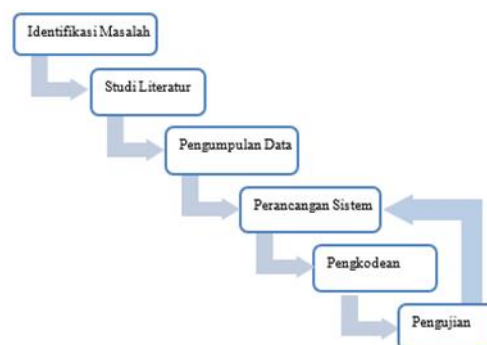 Identifikasi Masalah
Studi Literatur
Pengumpulan Data
Perancangan Sistem
Pengkodean
Pengujian